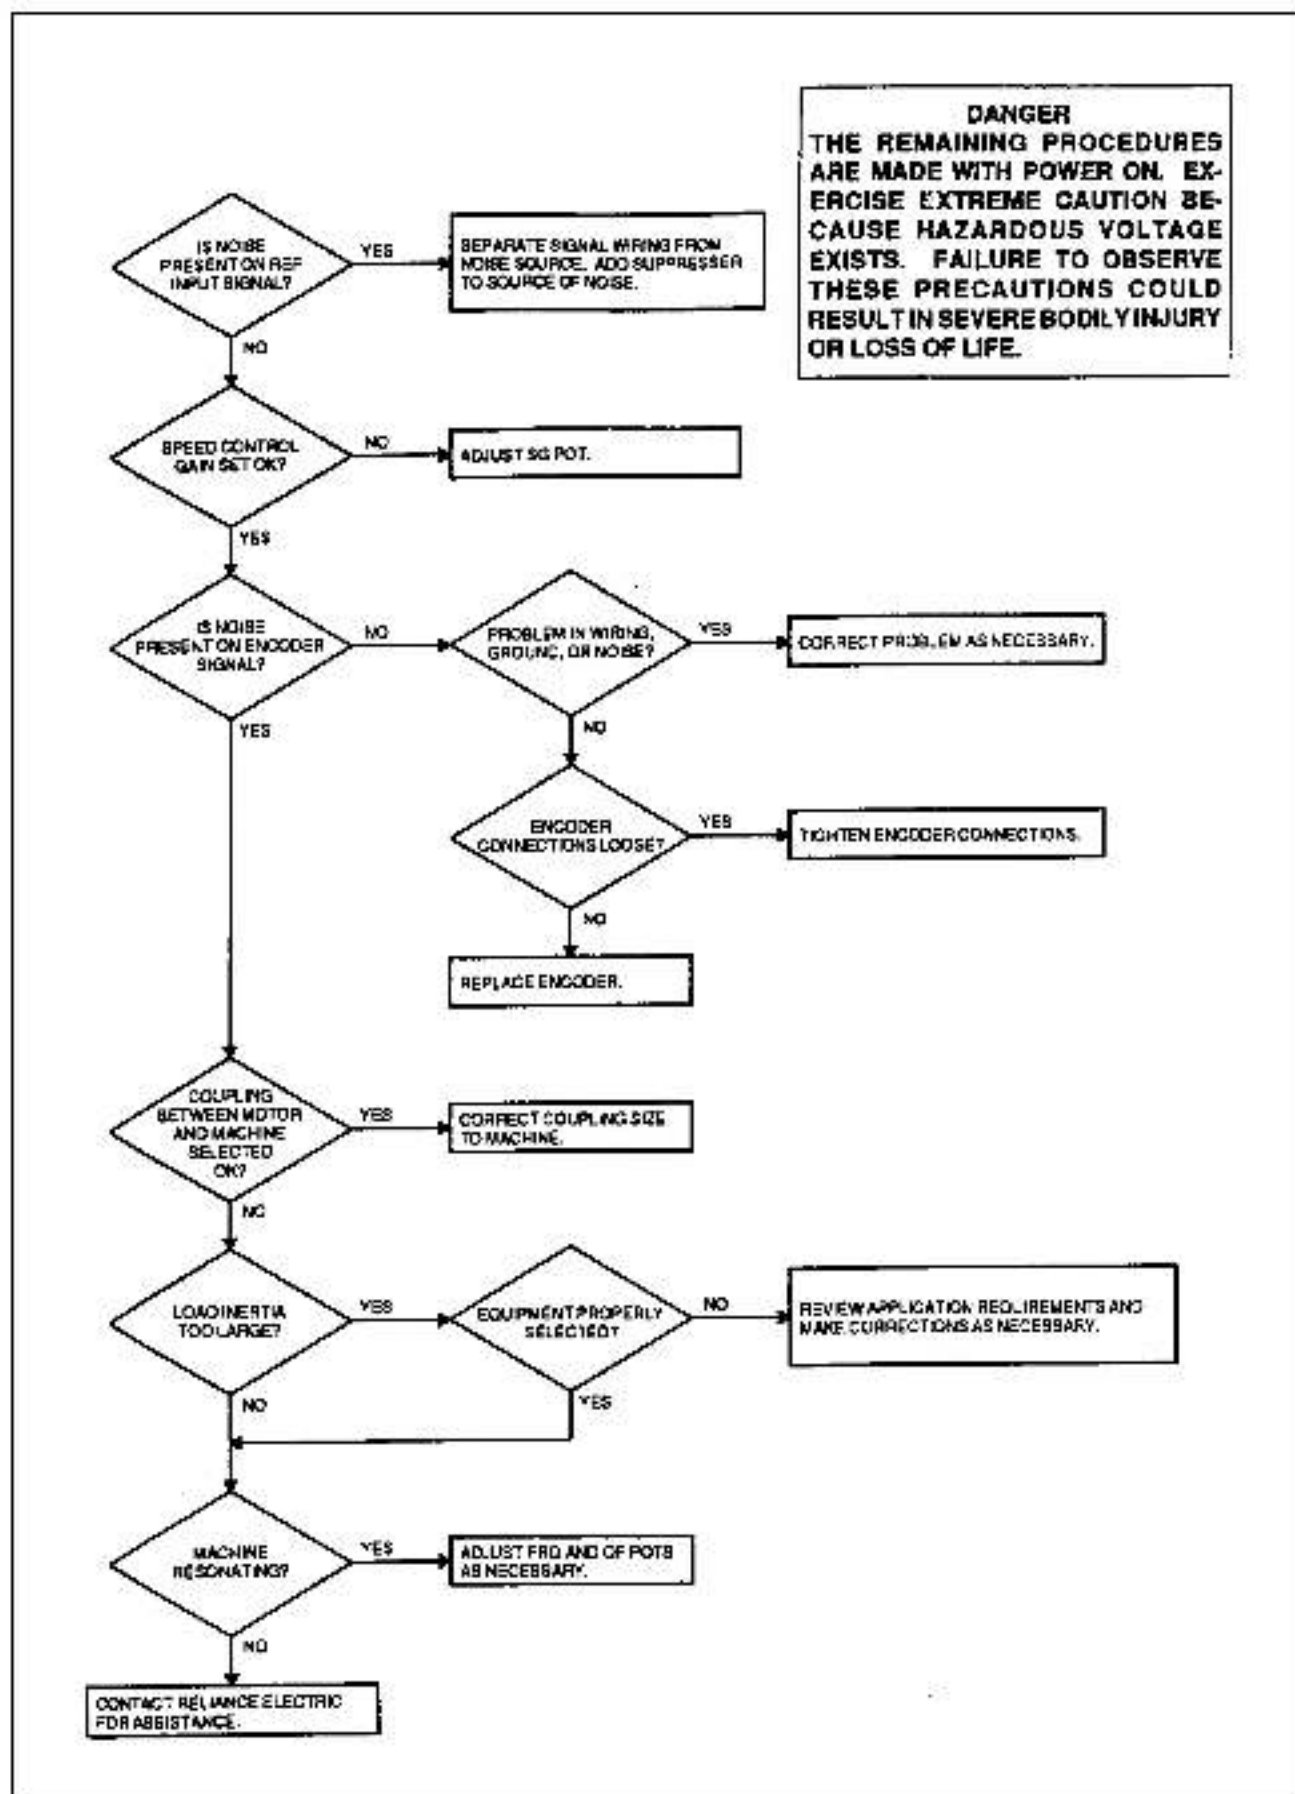 DANGER
THE REMAINING PROCEDURES
ARE MADE WITH POWER ON. EX-
ERCISE EXTREME CAUTION BE-
CAUSE HAZARDOUS VOLTAGE
EXISTS. FAILURE TO OBSERVE
THESE PRECAUTIONS COULD
RESULT IN SEVERE BODILY INJURY
OR LOSS OF LIFE.
IS NOISE
PRESENT ON REF
INPUT SIGNAL?
YES
SEPARATE SIGNAL WIRING FROM
NOISE SOURCE. ADD SUPPRESSER
TO SOURCE OF NOISE.
NO
SPEED CONTROL
GAIN SET OK?
NO
ADJUST SG POT.
YES
IS NOISE
PRESENT ON ENCODER
SIGNAL?
NO
PROBLEM IN WIRING,
GROUND, OR NOISE?
YES
CORRECT PROBLEM AS NECESSARY.
YES
NO
ENCODER
CONNECTIONS LOOSE?
YES
TIGHTEN ENCODER CONNECTIONS.
NO
REPLACE ENCODER.
COUPLING
BETWEEN MOTOR
AND MACHINE
SELECTED
OK?
YES
CORRECT COUPLING SIZE
TO MACHINE.
NO
LOAD INERTIA
TOO LARGE?
YES
EQUIPMENT PROPERLY
SELECTED?
NO
REVIEW APPLICATION REQUIREMENTS AND
MAKE CORRECTIONS AS NECESSARY.
NO
YES
MACHINE
RESONATING?
YES
ADJUST FRQ AND OF POTS
AS NECESSARY.
NO
CONTACT RELIANCE ELECTRIC
FOR ASSISTANCE.